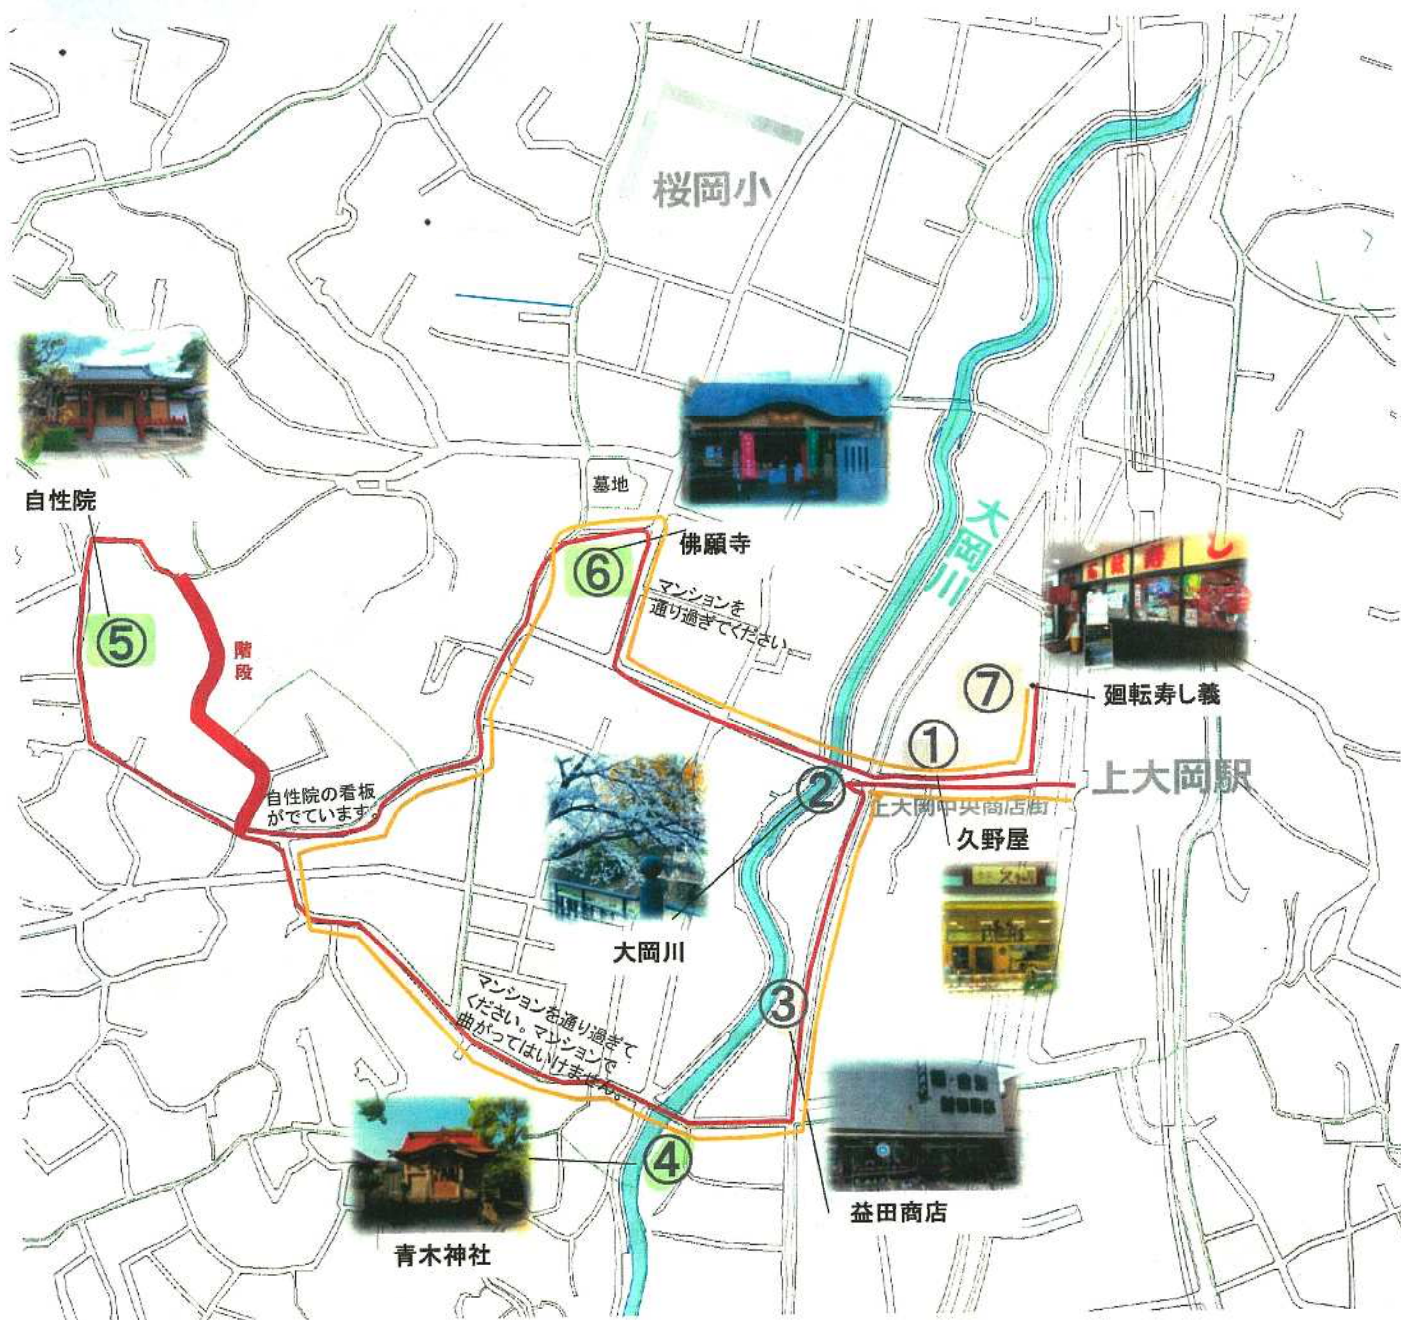 桜岡小
自性院
⑤
階段
墓地
⑥
佛願寺
マンションを
通り過ぎてください
大岡川
⑦
廻転寿し義
①
上大岡駅
②
上大岡中央商店街
久野屋
自性院の看板
がでています。
大岡川
③
マンションを通り過ぎて
ください。マンションで
曲がってはいけません。
④
益田商店
青木神社